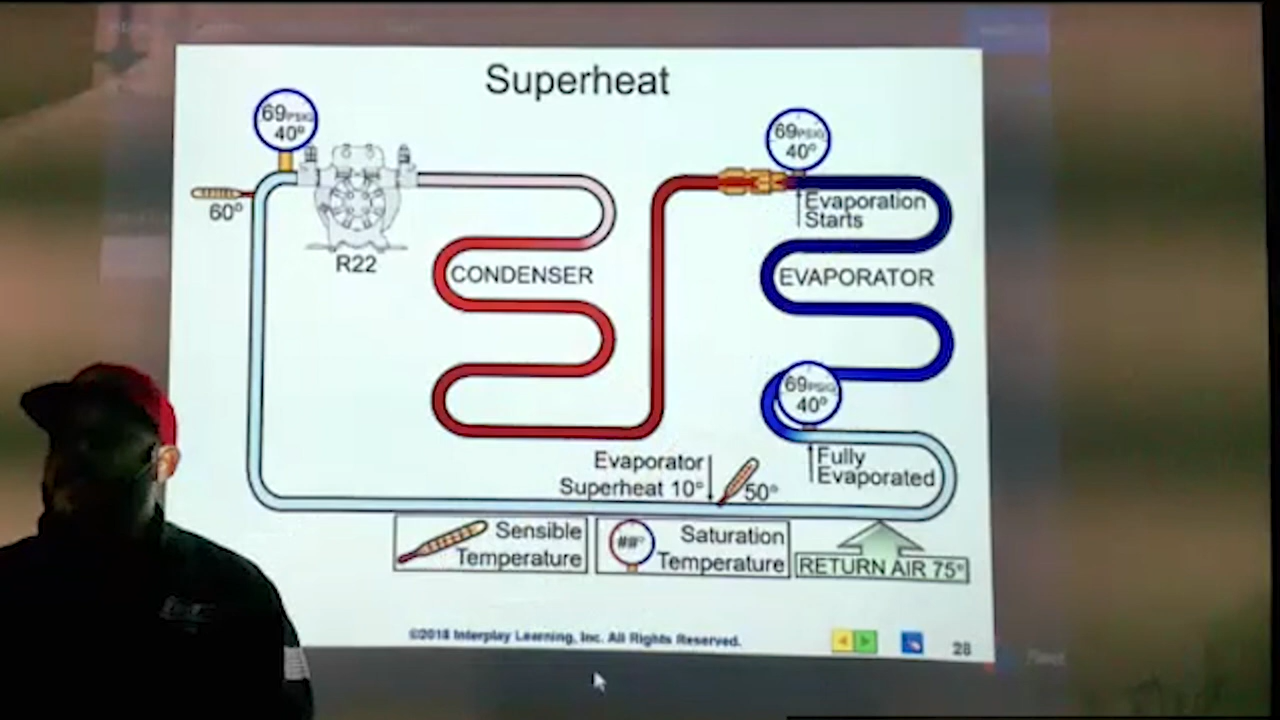 Superheat
69PSIG
40°
69PSIG
40°
60°
Evaporation
Starts
R22
CONDENSER
EVAPORATOR
69PSIG
40°
Evaporator
Superheat 10°
50°
Fully
Evaporated
Sensible
Temperature
##°
Saturation
Temperature
RETURN AIR 75°
©2018 Interplay Learning, Inc. All Rights Reserved.
28